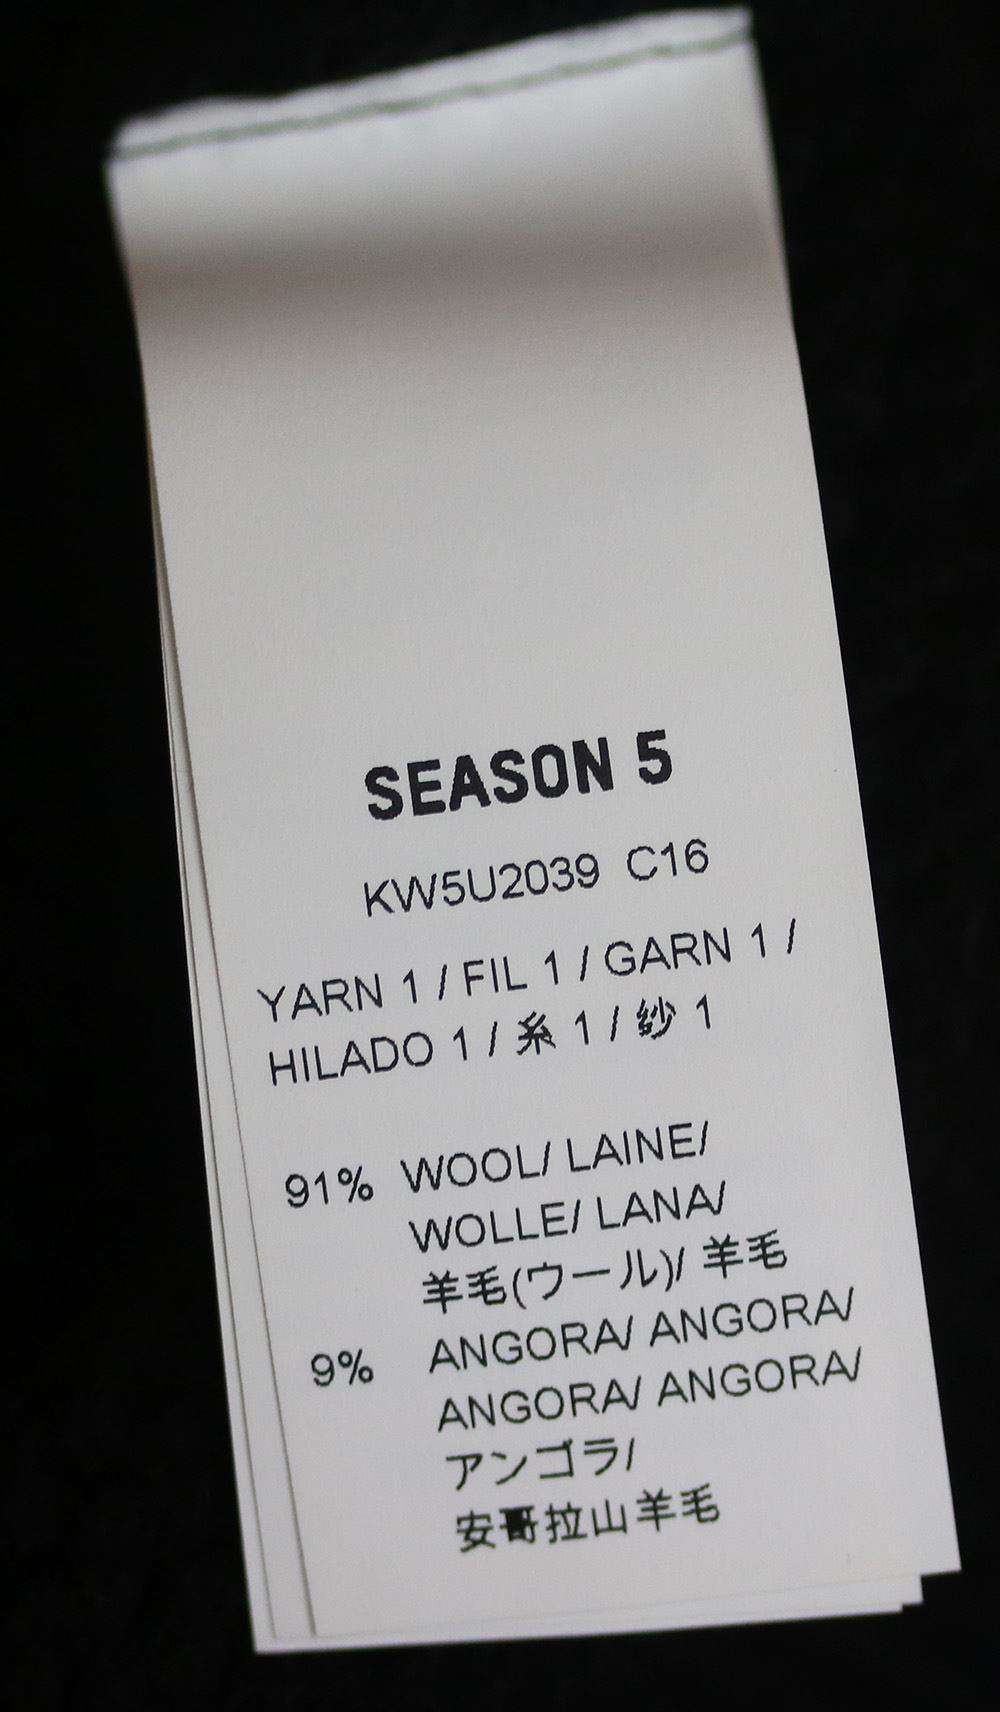 SEASON 5
KW5U2039 C16
YARN 1 / FIL 1 / GARN 1 /
HILADO 1 / 糸 1 / 紗 1
91% WOOL/ LAINE/
WOLLE/ LANA/
羊毛(ウール)/ 羊毛
9% ANGORA/ ANGORA/
ANGORA/ ANGORA/
アンゴラ/
安哥拉山羊毛